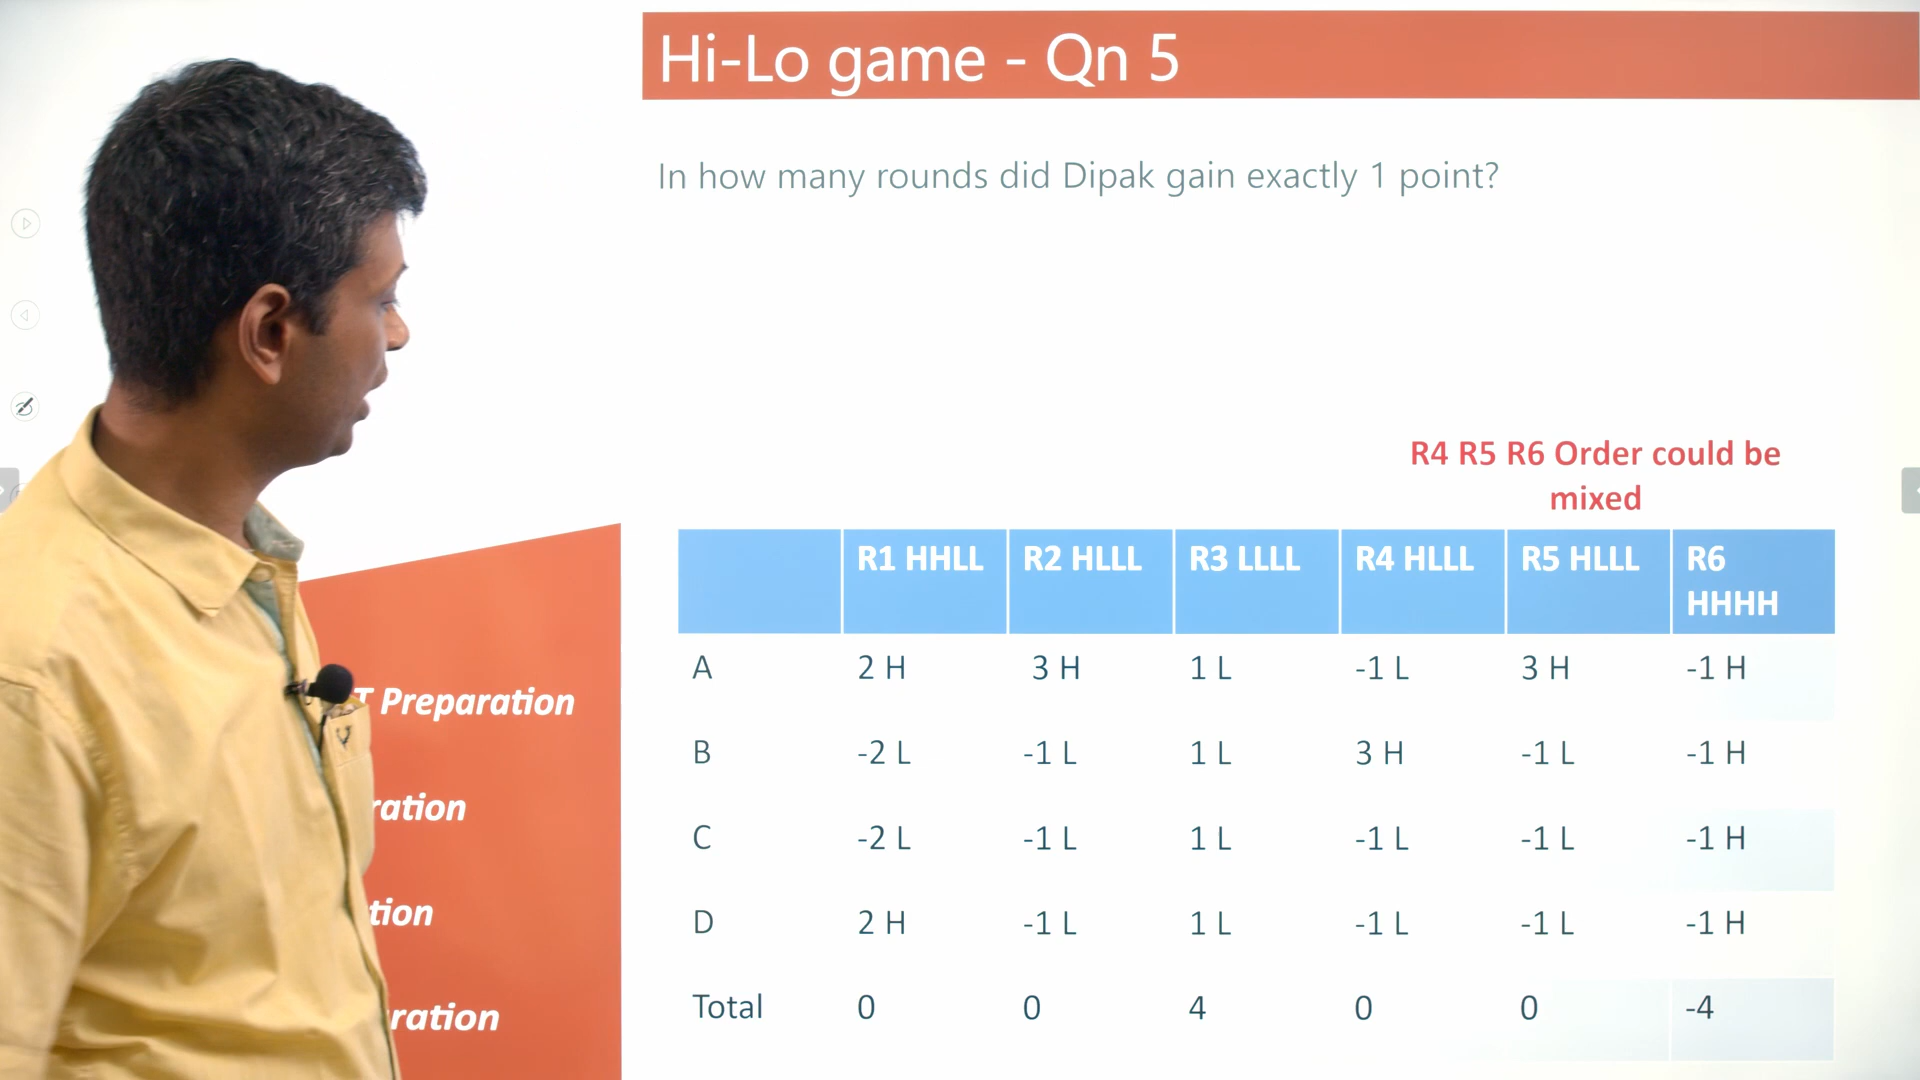 Hi-Lo game - Qn 5
In how many rounds did Dipak gain exactly 1 point?
R4 R5 R6 Order could be
mixed
R1 HHLL R2 HLLL R3 LLLL R4 HLLL R5 HLLL R6
HHHH
A 2 H 3 H 1 L -1 L 3 H -1 H
B -2 L -1 L 1 L 3 H -1 L -1 H
C -2 L -1 L 1 L -1 L -1 L -1 H
D 2 H -1 L 1 L -1 L -1 L -1 H
Total 0 0 4 0 0 -4
Preparation